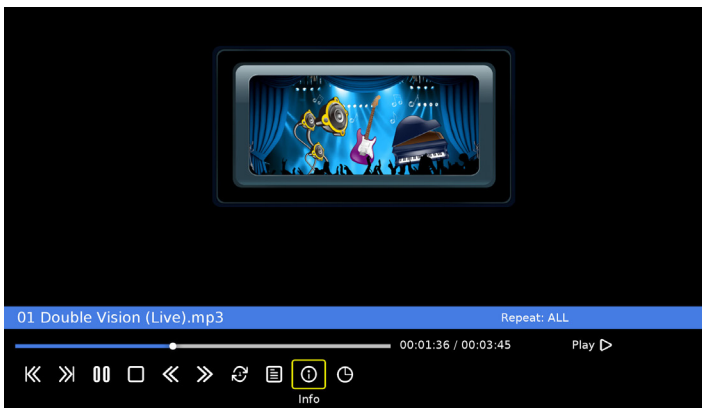 01 Double Vision (Live).mp3
Repeat: ALL
00:01:36 / 00:03:45
Play
Info